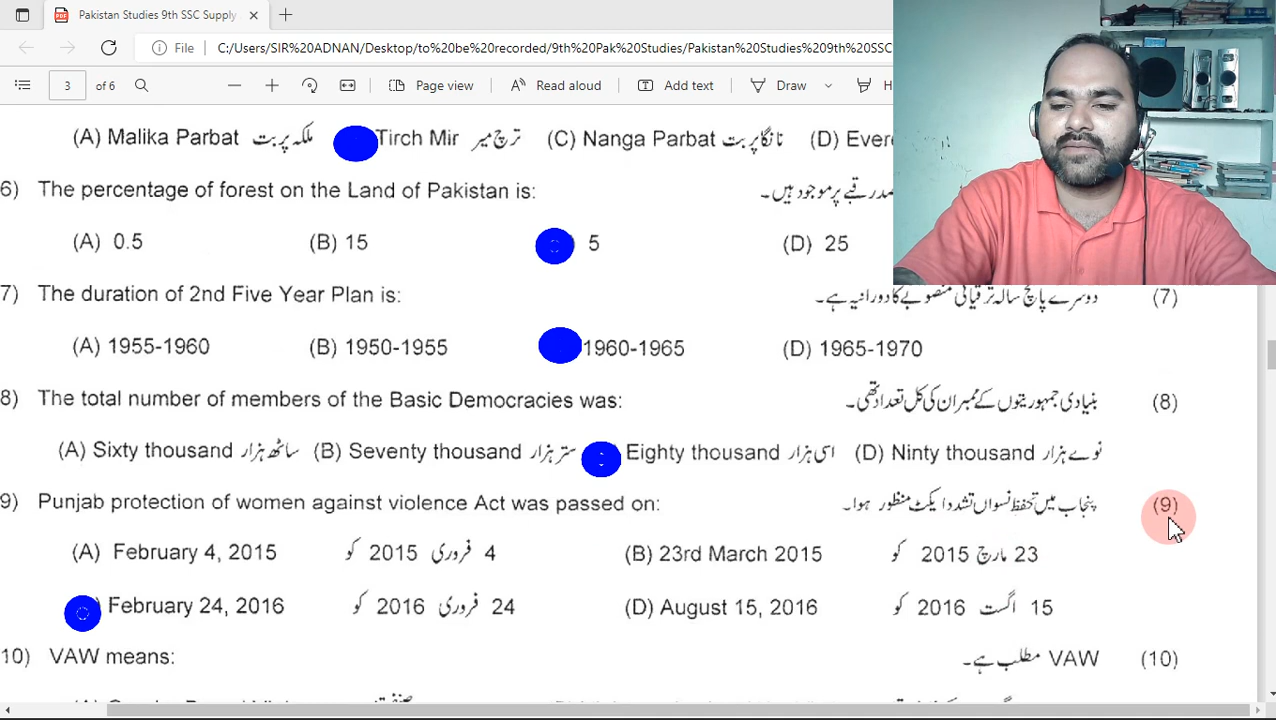 Pakistan Studies 9th SSC Supply
File C:/Users/SIR ADNAN/Desktop/to%20be%20recorded/9th%20Pak%20Studies/Pakistan%20Studies%209th%20SSC
3 of 6 Page view Read aloud Add text Draw
(A) Malika Parbat ملکہ پربت Tirch Mir ترچ میر (C) Nanga Parbat نانگا پربت (D)
6) The percentage of forest on the Land of Pakistan is: رقبے پر موجود ہیں۔
(A) 0.5 (B) 15 5 (D) 25
7) The duration of 2nd Five Year Plan is: دوسرے پانچ سالہ ترقیاتی منصوبے کا دورانیہ ہے۔ (7)
(A) 1955-1960 (B) 1950-1955 1960-1965 (D) 1965-1970
8) The total number of members of the Basic Democracies was: بنیادی جمہوریتوں کے ممبران کی کل تعداد تھی۔ (8)
(A) Sixty thousand ساٹھ ہزار (B) Seventy thousand ستر ہزار Eighty thousand اسی ہزار (D) Ninty thousand نوے ہزار
9) Punjab protection of women against violence Act was passed on: پنجاب میں تحفظ نسواں تشدد ایکٹ منظور ہوا۔ (9)
(A) February 4, 2015 4 فروری 2015 کو (B) 23rd March 2015 23 مارچ 2015 کو
) February 24, 2016 24 فروری 2016 کو (D) August 15, 2016 15 اگست 2016 کو
10) VAW means: VAW مطلب ہے۔ (10)